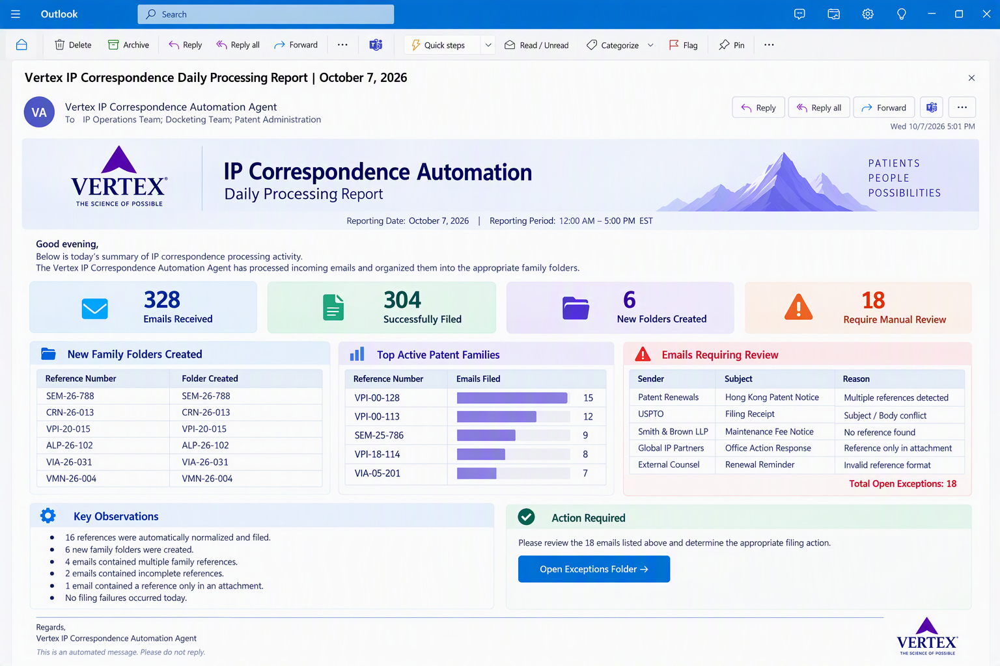 Outlook
Search
Delete
Archive
Reply
Reply all
Forward
Quick steps
Read / Unread
Categorize
Flag
Pin
Vertex IP Correspondence Daily Processing Report | October 7, 2026
VA
Vertex IP Correspondence Automation Agent
To IP Operations Team; Docketing Team; Patent Administration
Reply
Reply all
Forward
Wed 10/7/2026 5:01 PM
VERTEX®
THE SCIENCE OF POSSIBLE
IP Correspondence Automation
Daily Processing Report
PATIENTS
PEOPLE
POSSIBILITIES
Reporting Date: October 7, 2026 | Reporting Period: 12:00 AM – 5:00 PM EST
Good evening,
Below is today's summary of IP correspondence processing activity.
The Vertex IP Correspondence Automation Agent has processed incoming emails and organized them into the appropriate family folders.
328
Emails Received
304
Successfully Filed
6
New Folders Created
18
Require Manual Review
New Family Folders Created
Reference Number Folder Created
SEM-26-788 SEM-26-788
CRN-26-013 CRN-26-013
VPI-20-015 VPI-20-015
ALP-26-102 ALP-26-102
VIA-26-031 VIA-26-031
VMN-26-004 VMN-26-004
Top Active Patent Families
Reference Number Emails Filed
VPI-00-128 15
VPI-00-113 12
SEM-25-786 9
VPI-18-114 8
VIA-05-201 7
Emails Requiring Review
Sender Subject Reason
Patent Renewals Hong Kong Patent Notice Multiple references detected
USPTO Filing Receipt Subject / Body conflict
Smith & Brown LLP Maintenance Fee Notice No reference found
Global IP Partners Office Action Response Reference only in attachment
External Counsel Renewal Reminder Invalid reference format
Total Open Exceptions: 18
Key Observations
• 16 references were automatically normalized and filed.
• 6 new family folders were created.
• 4 emails contained multiple family references.
• 2 emails contained incomplete references.
• 1 email contained a reference only in an attachment.
• No filing failures occurred today.
Action Required
Please review the 18 emails listed above and determine the appropriate filing action.
Open Exceptions Folder →
Regards,
Vertex IP Correspondence Automation Agent
This is an automated message. Please do not reply.
VERTEX®
THE SCIENCE OF POSSIBLE